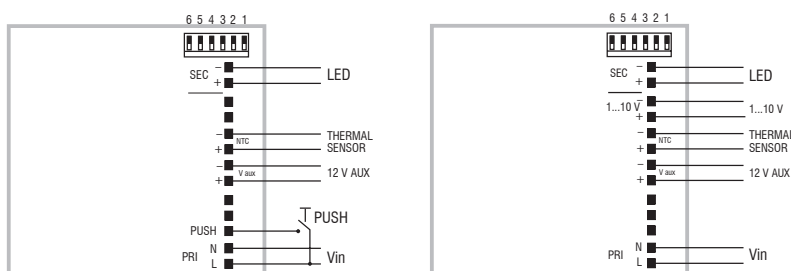 6 5 4 3 2 1
SEC
–
+
LED
–
+
NTC
THERMAL
SENSOR
–
+
V aux
12 V AUX
PUSH
PUSH
PRI
N
L
Vin
6 5 4 3 2 1
SEC
–
+
LED
1...10 V
–
+
1...10 V
–
+
NTC
THERMAL
SENSOR
–
+
V aux
12 V AUX
PRI
N
L
Vin